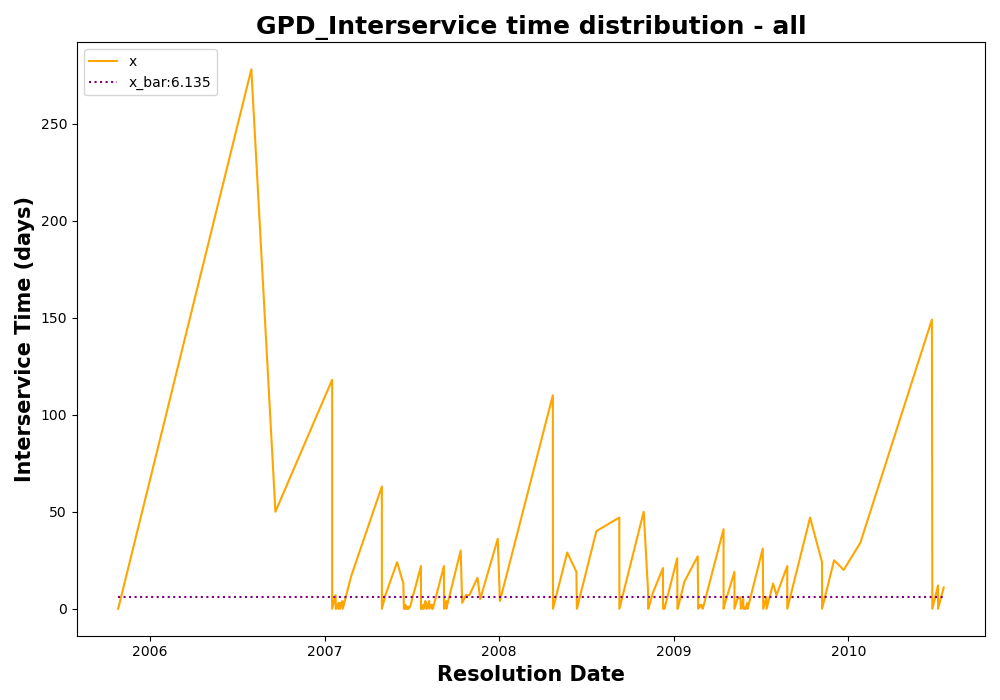 GPD_Interservice time distribution - all
x
x_bar:6.135
Interservice Time (days)
250
200
150
100
50
0
2006 2007 2008 2009 2010
Resolution Date